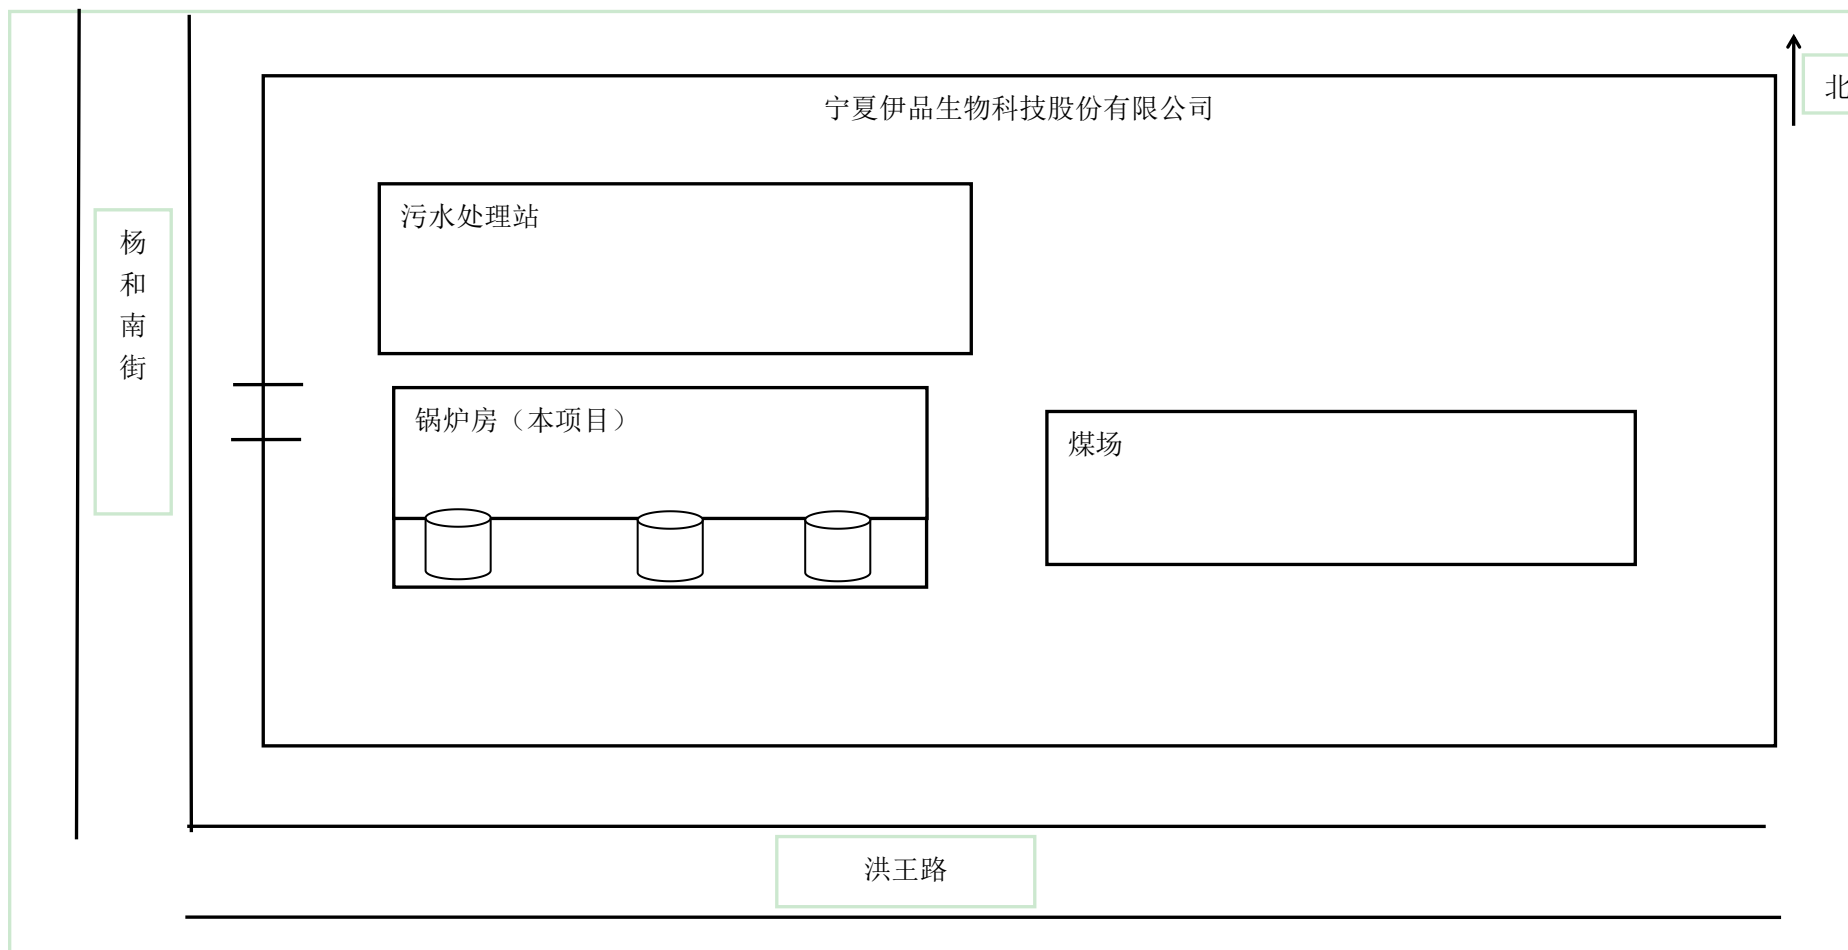 北
宁夏伊品生物科技股份有限公司
污水处理站
杨
和
南
街
锅炉房（本项目）
煤场
洪王路